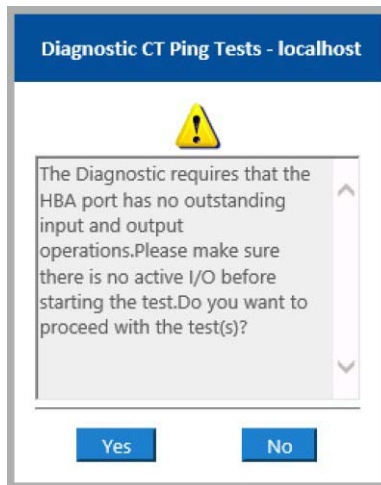 Diagnostic CT Ping Tests - localhost
The Diagnostic requires that the
HBA port has no outstanding
input and output
operations.Please make sure
there is no active I/O before
starting the test.Do you want to
proceed with the test(s)?
Yes No